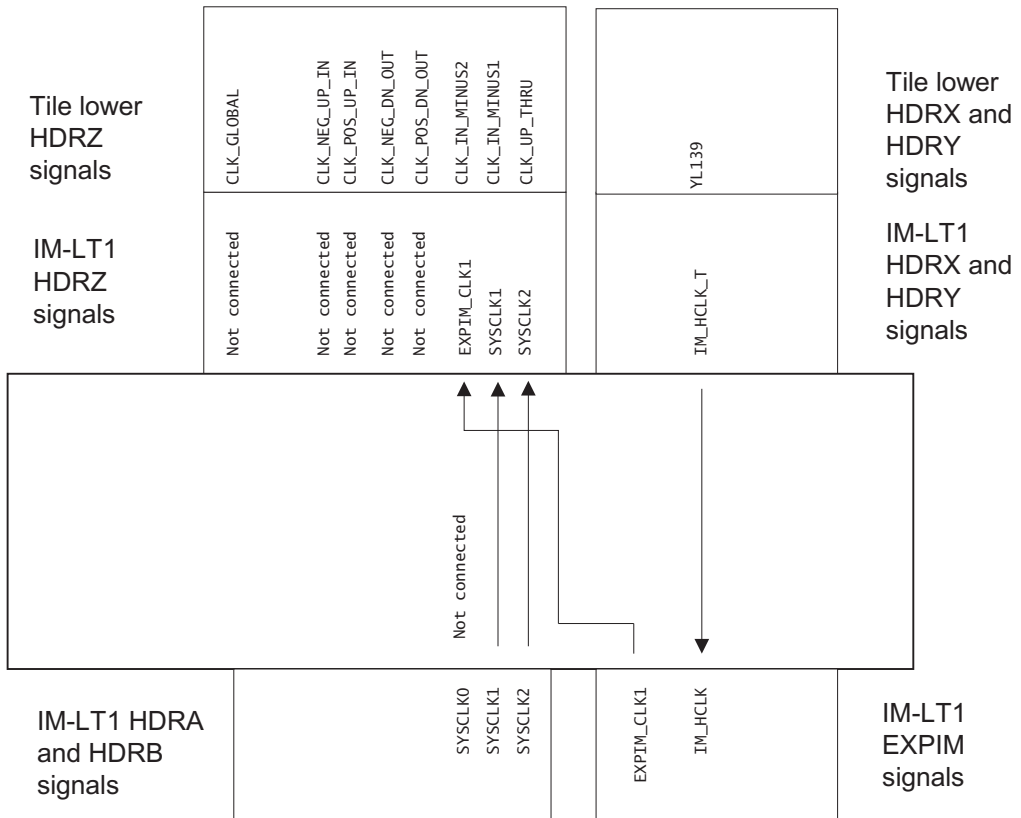 Tile lower
HDRZ
signals
CLK_GLOBAL
CLK_NEG_UP_IN
CLK_POS_UP_IN
CLK_NEG_DN_OUT
CLK_POS_DN_OUT
CLK_IN_MINUS2
CLK_IN_MINUS1
CLK_UP_THRU
YL139
Tile lower
HDRX and
HDRY
signals
IM-LT1
HDRZ
signals
Not connected
Not connected
Not connected
Not connected
Not connected
EXPIM_CLK1
SYSCLK1
SYSCLK2
IM_HCLK_T
IM-LT1
HDRX and
HDRY
signals
Not connected
IM-LT1 HDRA
and HDRB
signals
SYSCLK0
SYSCLK1
SYSCLK2
EXPIM_CLK1
IM_HCLK
IM-LT1
EXPIM
signals